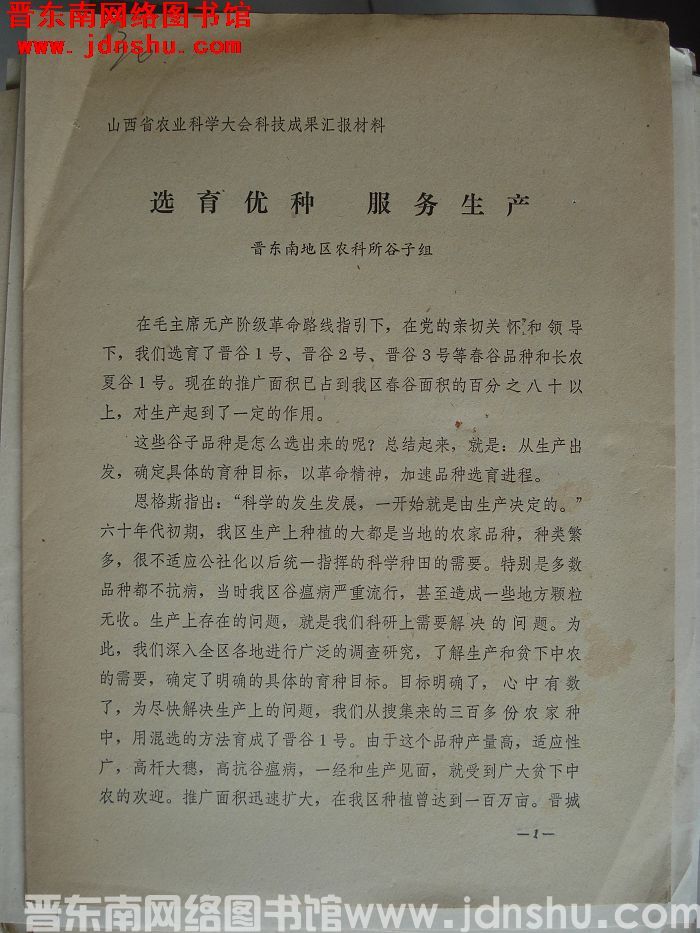 晋东南网络图书馆
www.jdnshu.com
山西省农业科学大会科技成果汇报材料
选育优种 服务生产
晋东南地区农科所谷子组
在毛主席无产阶级革命路线指引下，在党的亲切关怀和领导
下，我们选育了晋谷1号、晋谷2号、晋谷3号等春谷品种和长农
夏谷1号。现在的推广面积已占到我区春谷面积的百分之八十以
上，对生产起到了一定的作用。
这些谷子品种是怎么选出来的呢？总结起来，就是：从生产出
发，确定具体的育种目标，以革命精神，加速品种选育进程。
恩格斯指出：“科学的发生发展，一开始就是由生产决定的。”
六十年代初期，我区生产上种植的大都是当地的农家品种，种类繁
多，很不适应公社化以后统一指挥的科学种田的需要。特别是多数
品种都不抗病，当时我区谷瘟病严重流行，甚至造成一些地方颗粒
无收。生产上存在的问题，就是我们科研上需要解决的问题。为
此，我们深入全区各地进行广泛的调查研究，了解生产和贫下中农
的需要，确定了明确的具体的育种目标。目标明确了，心中有数
了，为尽快解决生产上的问题，我们从搜集来的三百多份农家种
中，用混选的方法育成了晋谷1号。由于这个品种产量高，适应性
广，高杆大穗，高抗谷瘟病，一经和生产见面，就受到广大贫下中
农的欢迎。推广面积迅速扩大，在我区种植曾达到一百万亩。晋城
—1—
晋东南网络图书馆www.jdnshu.com